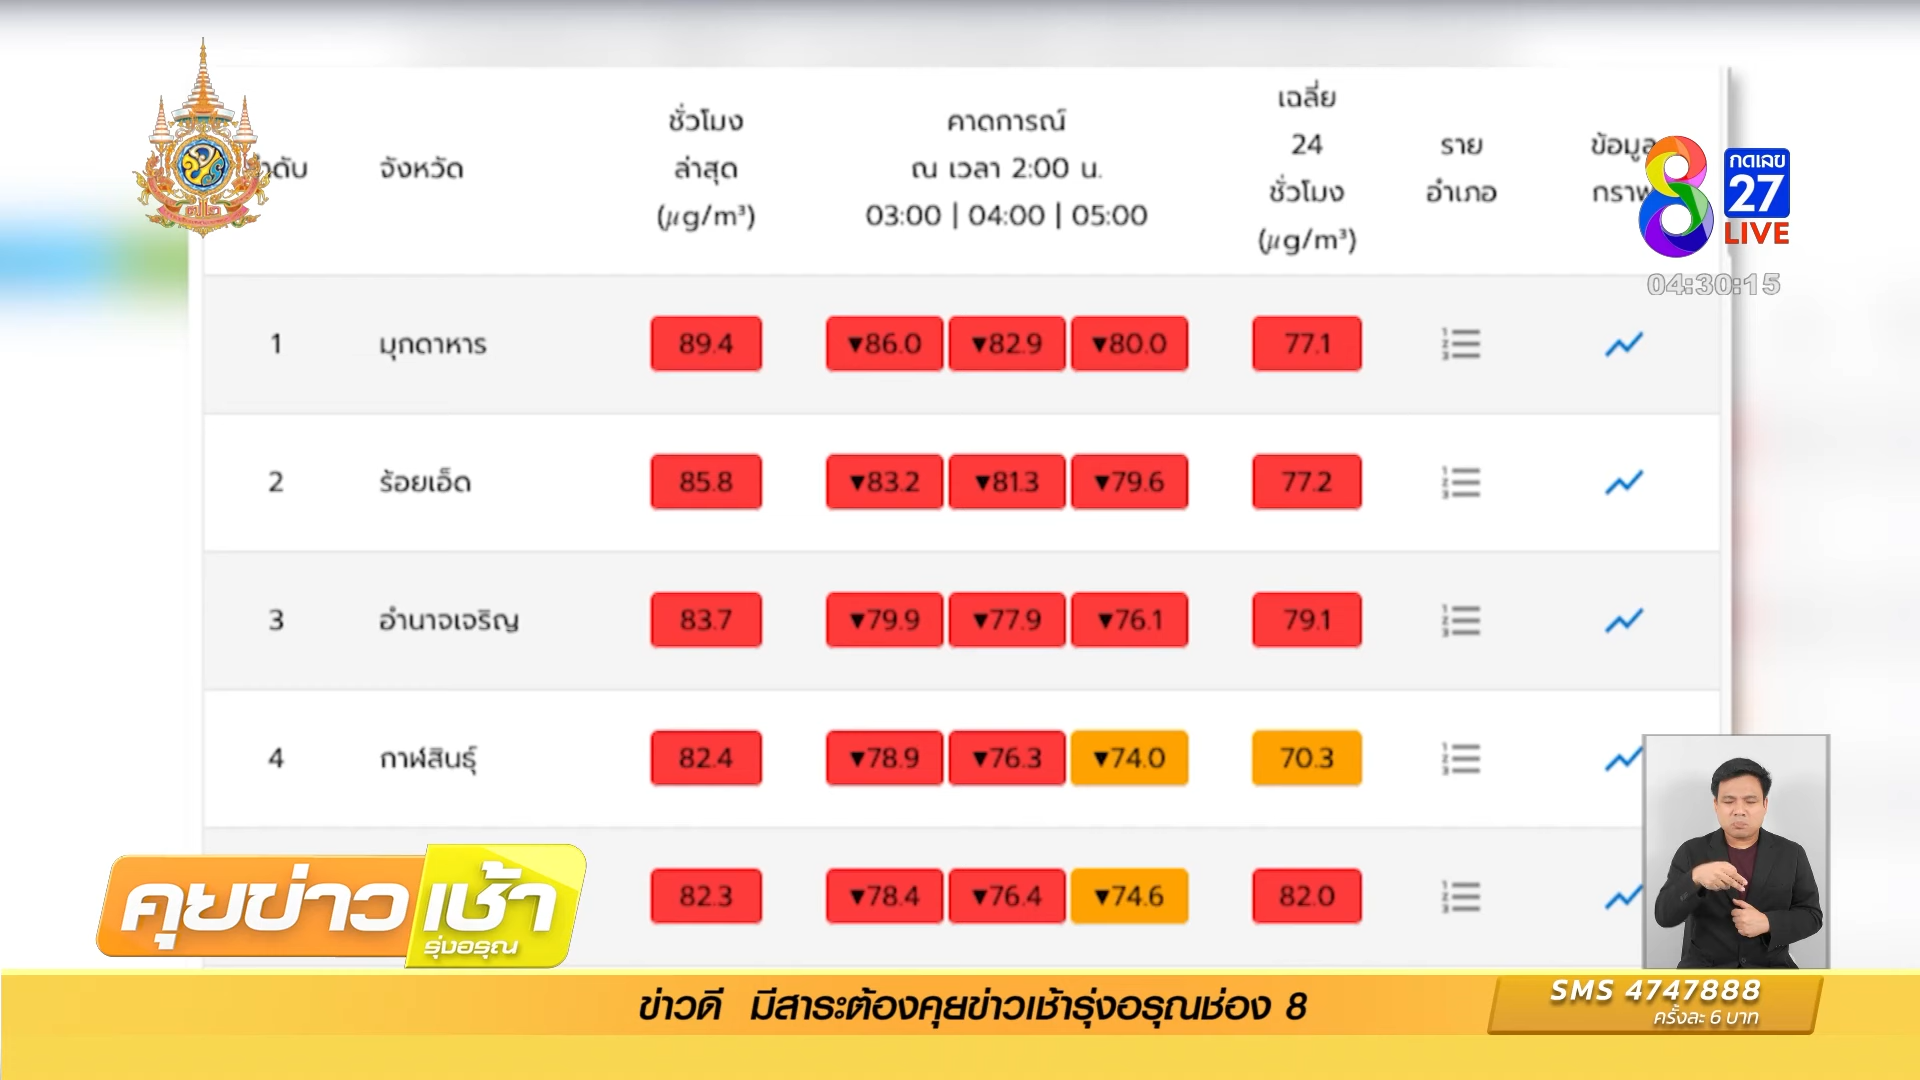 ชั่วโมง
ล่าสุด
(µg/m³)
คาดการณ์
ณ เวลา 2:00 น.
03:00 | 04:00 | 05:00
เฉลี่ย
24
ชั่วโมง
(µg/m³)
ราย
อำเภอ
ข้อมูล
กราฟ
จังหวัด
กดเลข
27
LIVE
04:30:15
1 มุกดาหาร 89.4 ▼86.0 ▼82.9 ▼80.0 77.1
2 ร้อยเอ็ด 85.8 ▼83.2 ▼81.3 ▼79.6 77.2
3 อำนาจเจริญ 83.7 ▼79.9 ▼77.9 ▼76.1 79.1
4 กาฬสินธุ์ 82.4 ▼78.9 ▼76.3 ▼74.0 70.3
82.3 ▼78.4 ▼76.4 ▼74.6 82.0
คุยข่าวเช้า
รุ่งอรุณ
ข่าวดี มีสาระต้องคุยข่าวเช้ารุ่งอรุณช่อง 8
SMS 4747888
ครั้งละ 6 บาท